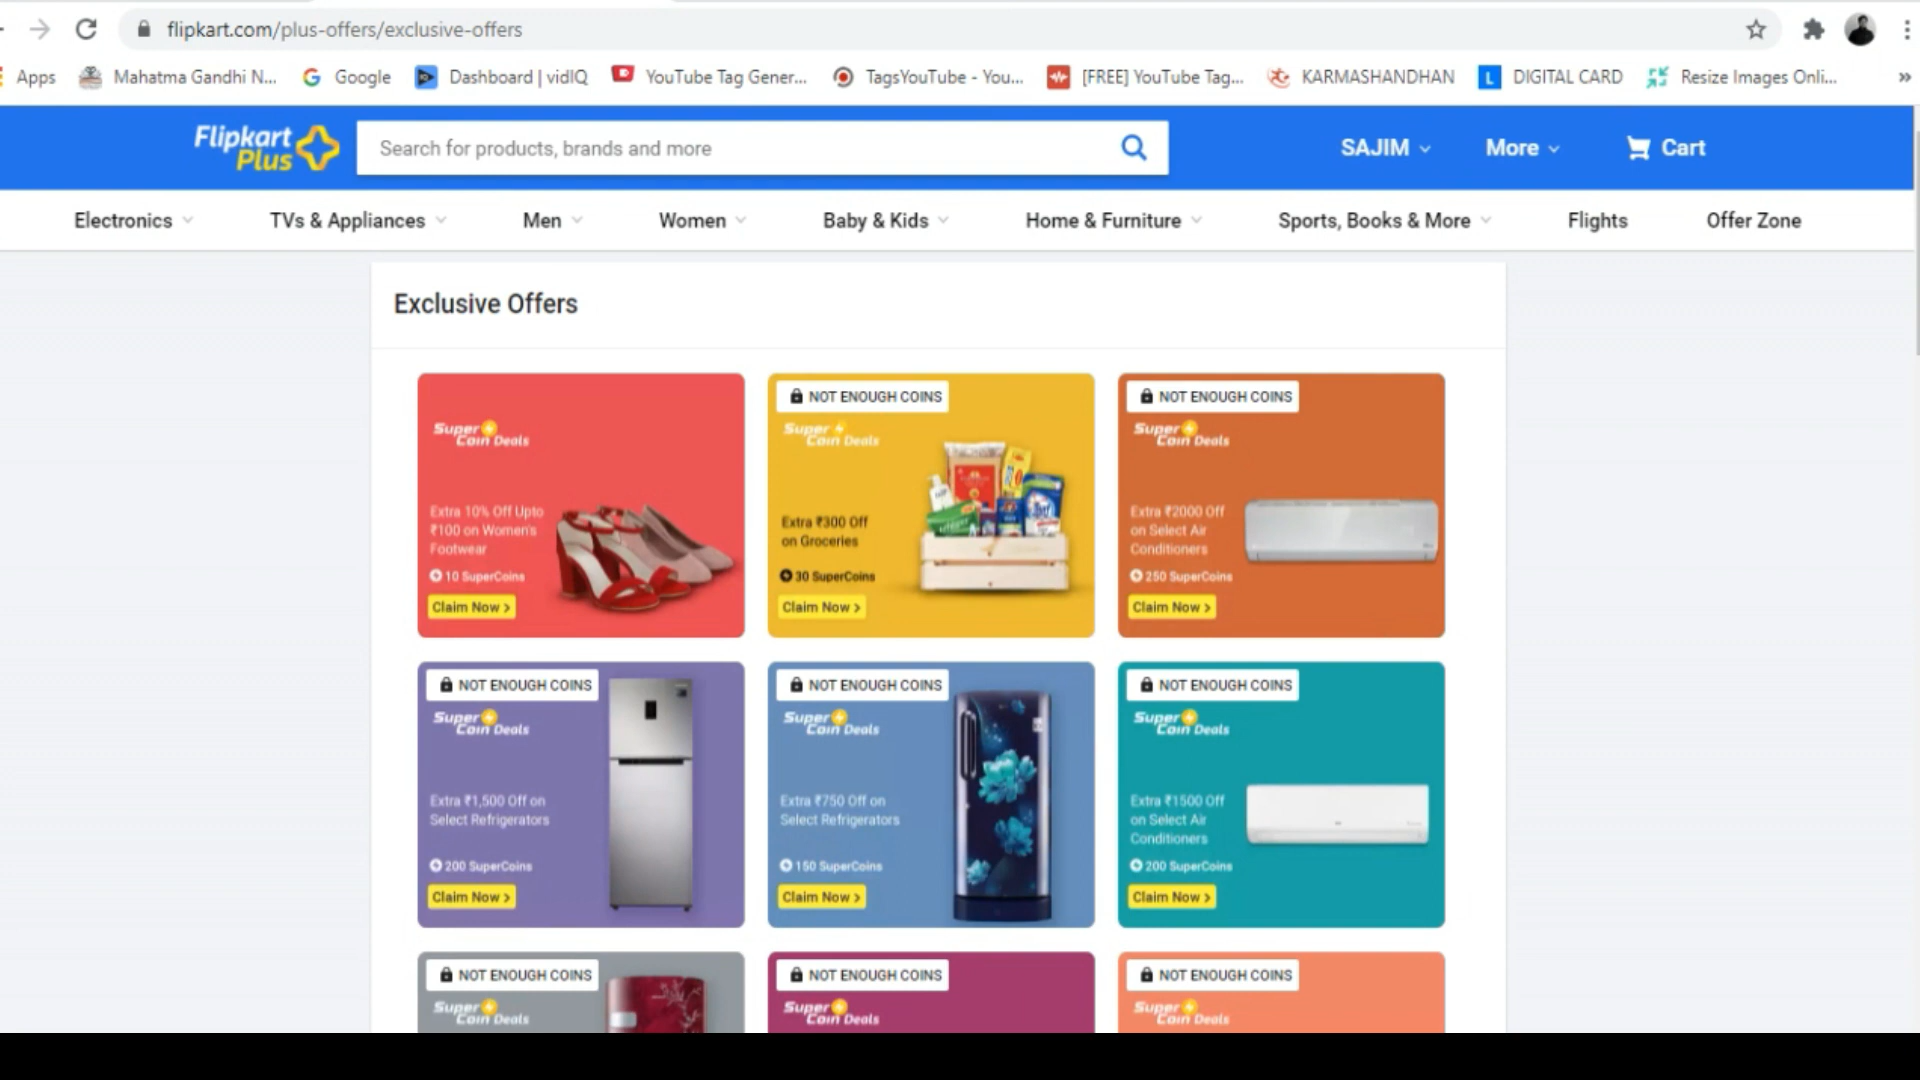 flipkart.com/plus-offers/exclusive-offers
Apps Mahatma Gandhi N... Google Dashboard | vidIQ YouTube Tag Gener... TagsYouTube - You... [FREE] YouTube Tag... KARMASHANDHAN L DIGITAL CARD Resize Images Onli... »
Flipkart
Plus
Search for products, brands and more
SAJIM More Cart
Electronics TVs & Appliances Men Women Baby & Kids Home & Furniture Sports, Books & More Flights Offer Zone
Exclusive Offers
Super
Coin Deals
Extra 10% Off Upto
₹100 on Women's
Footwear
10 SuperCoins
Claim Now >
NOT ENOUGH COINS
Super
Coin Deals
Extra ₹300 Off
on Groceries
30 SuperCoins
Claim Now >
NOT ENOUGH COINS
Super
Coin Deals
Extra ₹2000 Off
on Select Air
Conditioners
250 SuperCoins
Claim Now >
NOT ENOUGH COINS
Super
Coin Deals
Extra ₹1,500 Off on
Select Refrigerators
200 SuperCoins
Claim Now >
NOT ENOUGH COINS
Super
Coin Deals
Extra ₹750 Off on
Select Refrigerators
150 SuperCoins
Claim Now >
NOT ENOUGH COINS
Super
Coin Deals
Extra ₹1500 Off
on Select Air
Conditioners
200 SuperCoins
Claim Now >
NOT ENOUGH COINS
Super
Coin Deals
NOT ENOUGH COINS
Super
Coin Deals
NOT ENOUGH COINS
Super
Coin Deals